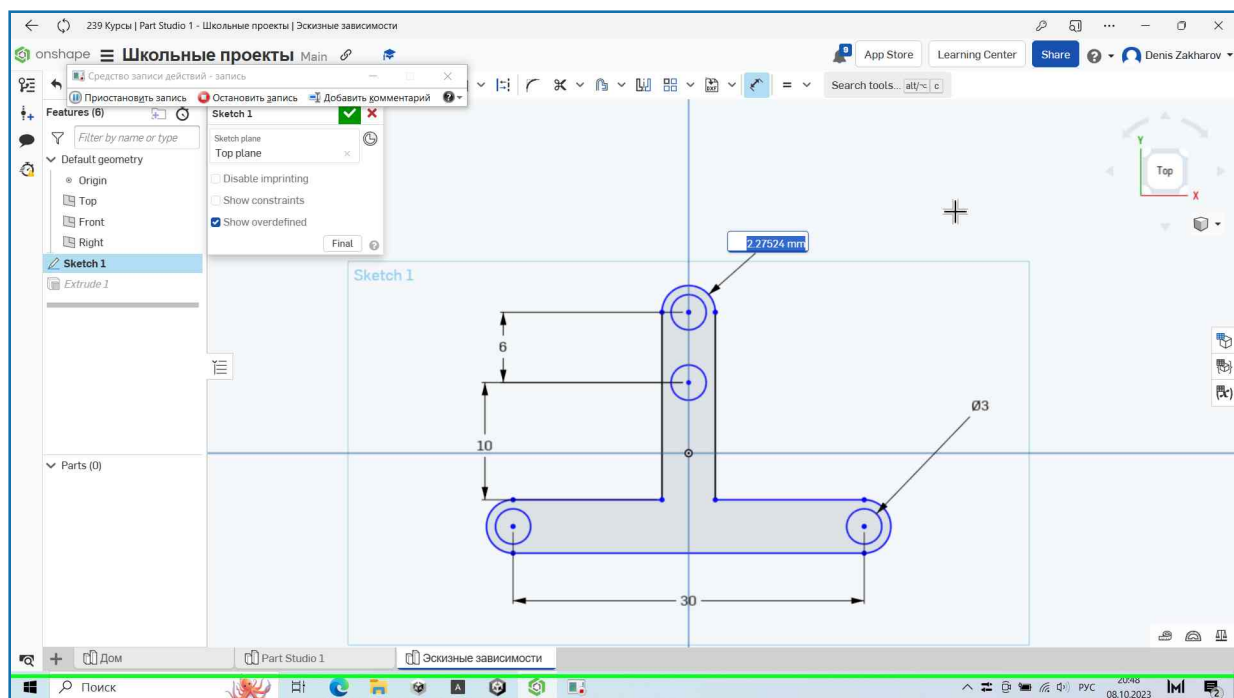 239 Курсы | Part Studio 1 - Школьные проекты | Эскизные зависимости
onshape Школьные проекты Main
9 App Store Learning Center Share Denis Zakharov
Средство записи действий - запись
Приостановить запись Остановить запись Добавить комментарий
Search tools... alt/⌥ c
Features (6)
Sketch 1
Filter by name or type
Sketch plane
Top plane
Default geometry
Origin
Disable imprinting
Top
Show constraints
Front
Show overdefined
Right
Final
Sketch 1
Extrude 1
Y
Top
X
2.27524 mm
Sketch 1
6
Ø3
10
Parts (0)
30
Дом Part Studio 1 Эскизные зависимости
Поиск
РУС
20:48
08.10.2023
2